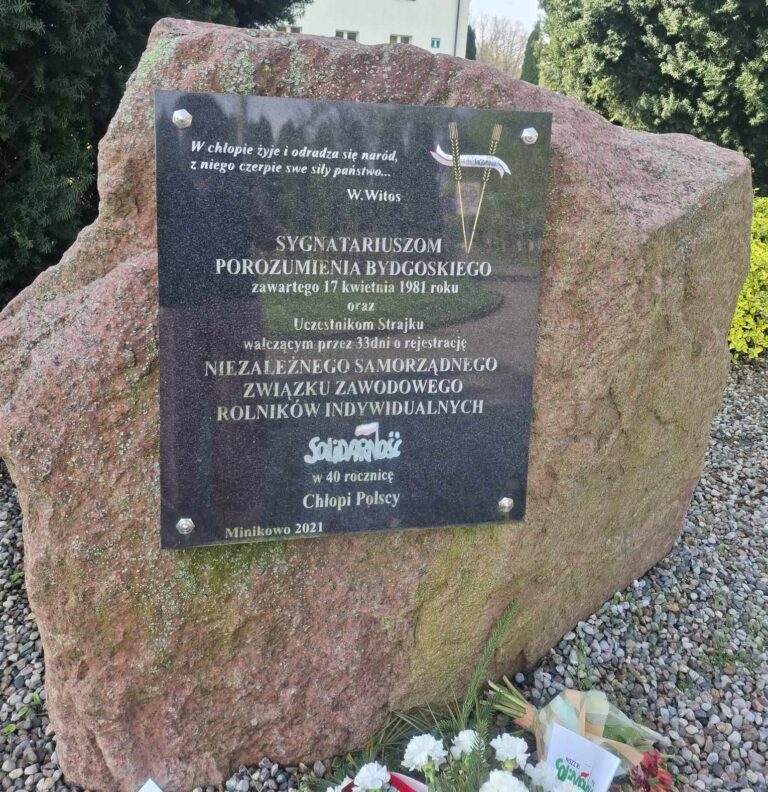 W chłopie żyje i odradza się naród,
z niego czerpie swe siły państwo...
W.Witos
SYGNATARIUSZOM
POROZUMIENIA BYDGOSKIEGO
zawartego 17 kwietnia 1981 roku
oraz
Uczestnikom Strajku
walczącym przez 33dni o rejestrację
NIEZALEŻNEGO SAMORZĄDNEGO
ZWIĄZKU ZAWODOWEGO
ROLNIKÓW INDYWIDUALNYCH
SOLIDARNOŚĆ
w 40 rocznicę
Chłopi Polscy
Minikowo 2021